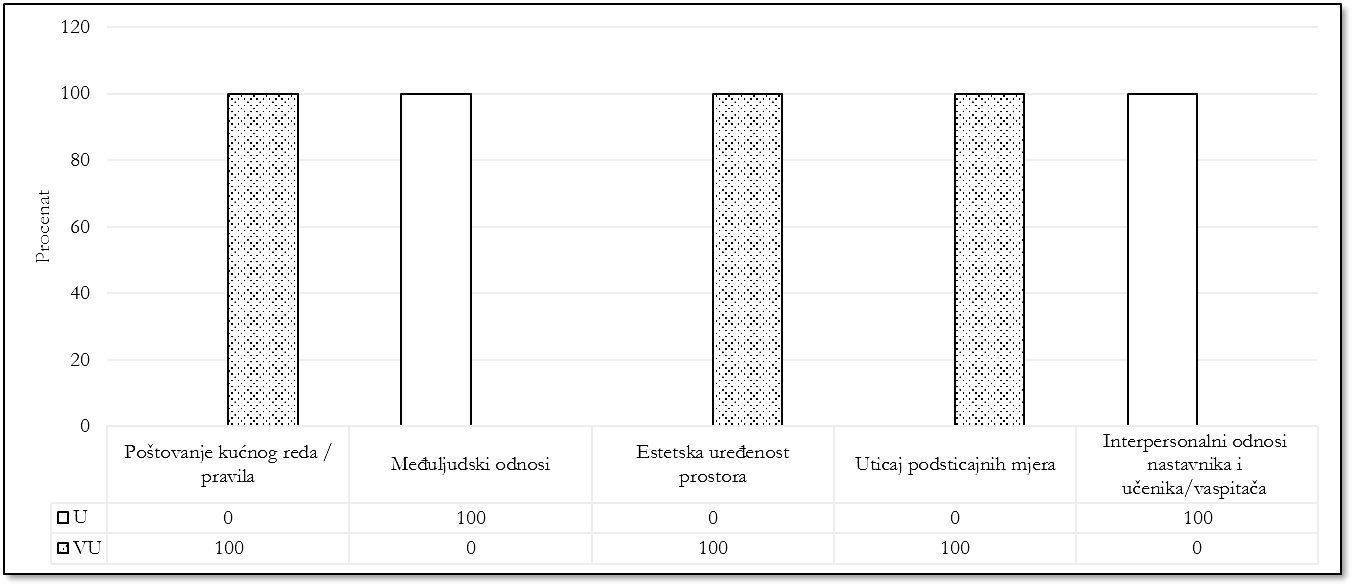 120
100
80
60
40
20
0
Procenat
Poštovanje kućnog reda /
pravila
Međuljudski odnosi
Estetska uređenost
prostora
Uticaj podsticajnih mjera
Interpersonalni odnosi
nastavnika i
učenika/vaspitača
U 0 100 0 0 100
VU 100 0 100 100 0